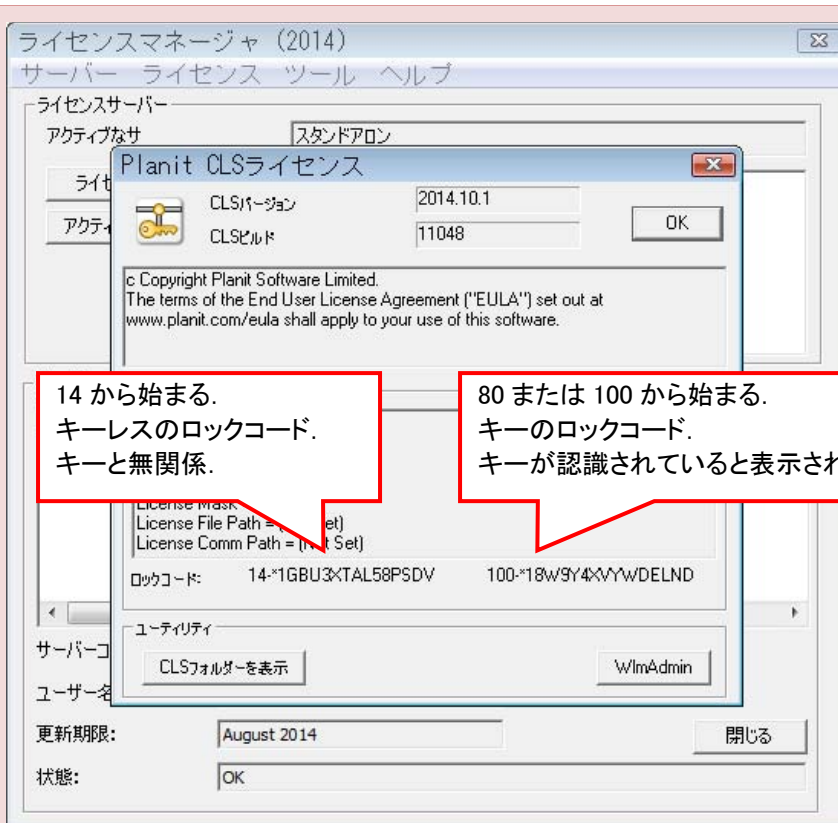 ライセンスマネージャ (2014)
サーバー ライセンス ツール ヘルプ
ライセンスサーバー
アクティブなサ スタンドアロン
Planit CLSライセンス
ライセ
アクティ
CLSバージョン 2014.10.1
OK
CLSビルド 11048
c Copyright Planit Software Limited.
The terms of the End User License Agreement ("EULA") set out at
www.planit.com/eula shall apply to your use of this software.
14 から始まる.
キーレスのロックコード.
キーと無関係.
80 または 100 から始まる.
キーのロックコード.
キーが認識されていると表示され
License Mask
License File Path = et)
License Comm Path = (Not Set)
ロックコード: 14-*1GBU3XTAL58PSDV 100-*18W9Y4XVYWDELND
ユーティリティ
サーバーコ
CLSフォルダーを表示 WlmAdmin
ユーザー名
更新期限: August 2014 閉じる
状態: OK